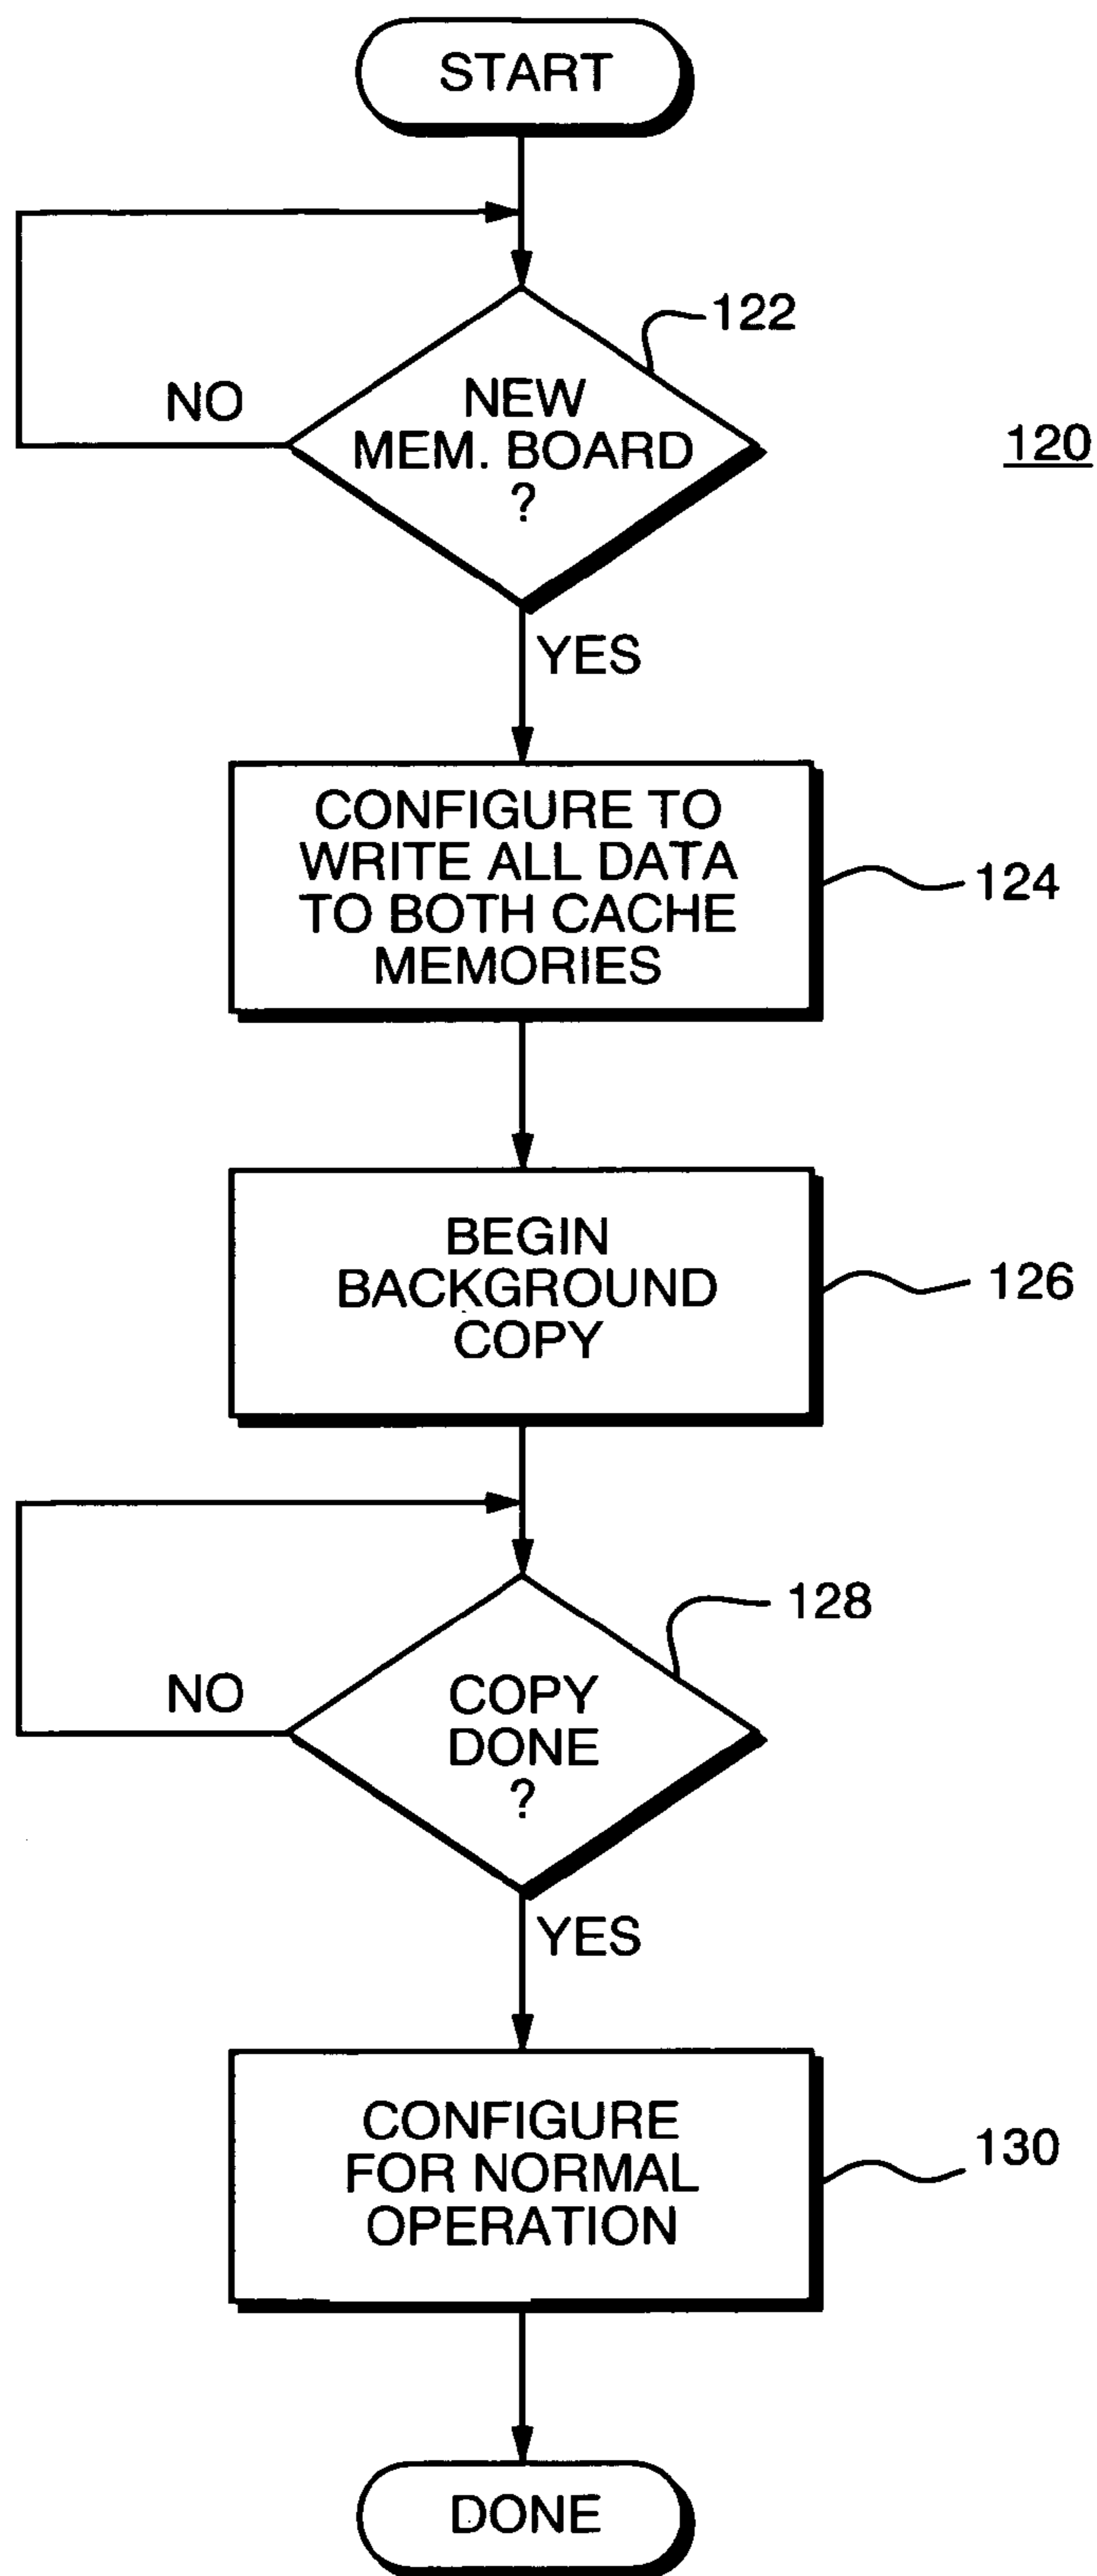 START
122
NEW
MEM. BOARD
?
NO
120
YES
CONFIGURE TO
WRITE ALL DATA
TO BOTH CACHE
MEMORIES
124
BEGIN
BACKGROUND
COPY
126
128
COPY
DONE
?
NO
YES
CONFIGURE
FOR NORMAL
OPERATION
130
DONE